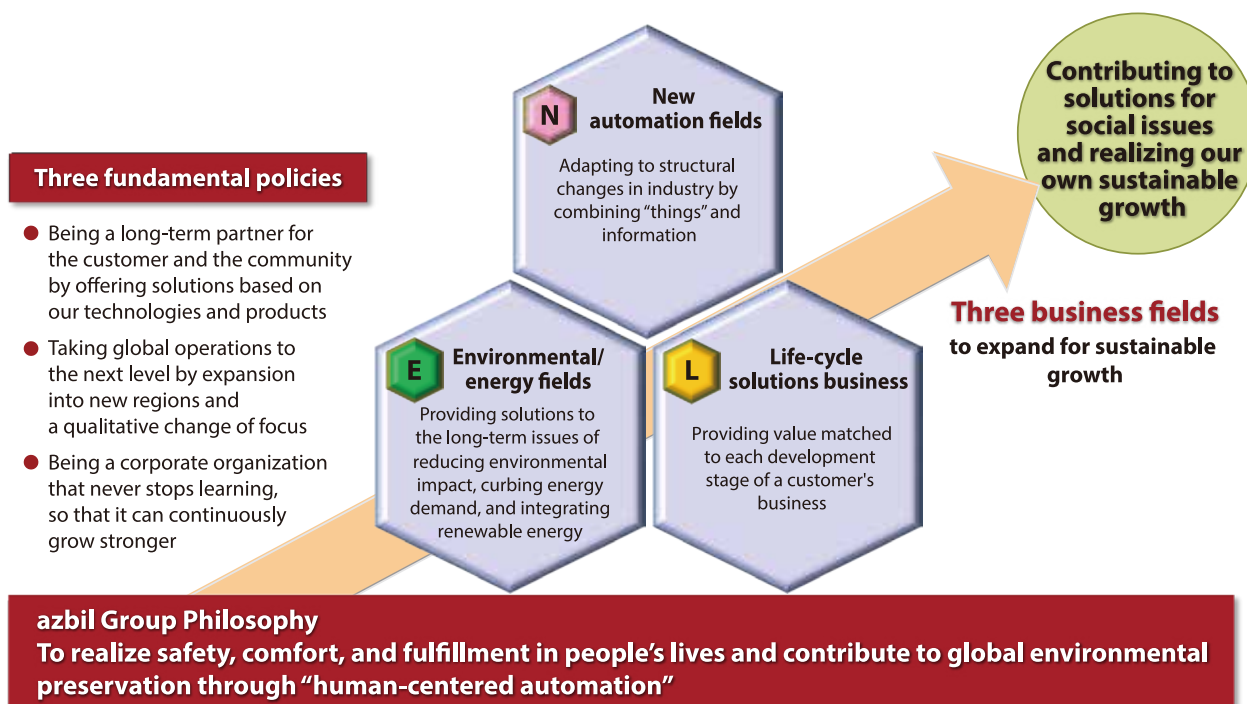 Three fundamental policies
● Being a long-term partner for
the customer and the community
by offering solutions based on
our technologies and products
● Taking global operations to
the next level by expansion
into new regions and
a qualitative change of focus
● Being a corporate organization
that never stops learning,
so that it can continuously
grow stronger
N
New
automation fields
Adapting to structural
changes in industry by
combining “things” and
information
E
Environmental/
energy fields
Providing solutions to
the long-term issues of
reducing environmental
impact, curbing energy
demand, and integrating
renewable energy
L
Life-cycle
solutions business
Providing value matched
to each development
stage of a customer's
business
Contributing to
solutions for
social issues
and realizing our
own sustainable
growth
Three business fields
to expand for sustainable
growth
azbil Group Philosophy
To realize safety, comfort, and fulfillment in people’s lives and contribute to global environmental
preservation through “human-centered automation”